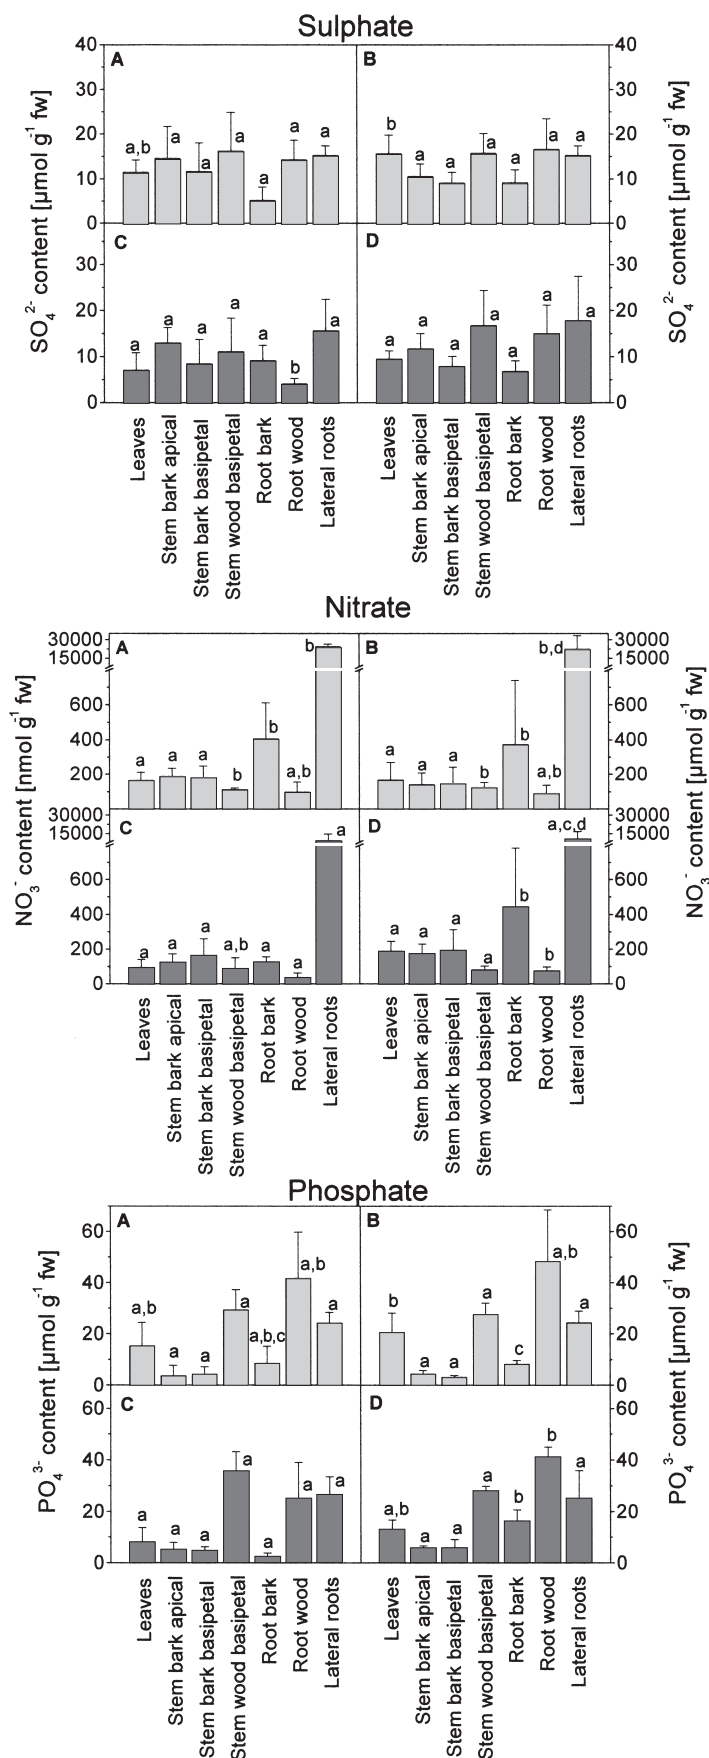 Sulphate
A
B
40
30
20
10
0
a,b
a
a
a
a
a
a
b
a
a
a
a
a
a
40
30
20
10
0
C
D
30
20
10
0
a
a
a
a
a
b
a
a
a
a
a
a
a
a
30
20
10
0
SO₄²⁻ content [µmol g⁻¹ fw]
SO₄²⁻ content [µmol g⁻¹ fw]
Leaves
Stem bark apical
Stem bark basipetal
Stem wood basipetal
Root bark
Root wood
Lateral roots
Leaves
Stem bark apical
Stem bark basipetal
Stem wood basipetal
Root bark
Root wood
Lateral roots
Nitrate
A
B
30000
15000
600
400
200
a
a
a
b
b
a,b
b
a
a
a
b
b
a,b
b,d
30000
15000
600
400
200
C
D
30000
15000
600
400
200
0
a
a
a
a,b
a
a
a
a
a
a
a
b
b
a,c,d
30000
15000
600
400
200
0
NO₃⁻ content [nmol g⁻¹ fw]
NO₃⁻ content [µmol g⁻¹ fw]
Leaves
Stem bark apical
Stem bark basipetal
Stem wood basipetal
Root bark
Root wood
Lateral roots
Leaves
Stem bark apical
Stem bark basipetal
Stem wood basipetal
Root bark
Root wood
Lateral roots
Phosphate
A
B
60
40
20
0
a,b
a
a
a
a,b,c
a,b
a
b
a
a
a
c
a,b
a
60
40
20
0
C
D
60
40
20
0
a
a
a
a
a
a
a
a,b
a
a
a
b
b
a
60
40
20
0
PO₄³⁻ content [µmol g⁻¹ fw]
PO₄³⁻ content [µmol g⁻¹ fw]
Leaves
Stem bark apical
Stem bark basipetal
Stem wood basipetal
Root bark
Root wood
Lateral roots
Leaves
Stem bark apical
Stem bark basipetal
Stem wood basipetal
Root bark
Root wood
Lateral roots